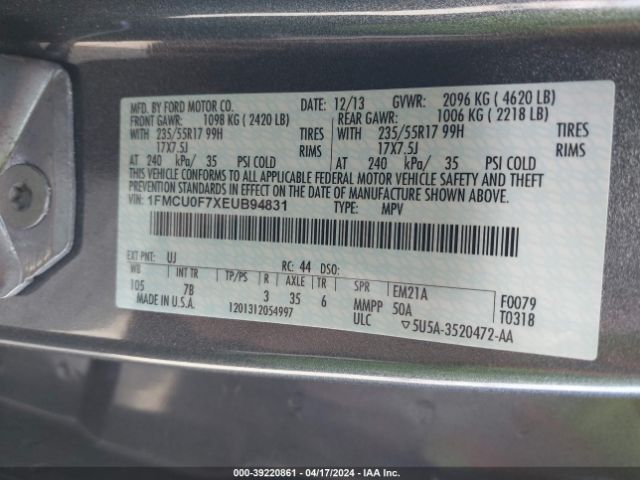 MFD. BY FORD MOTOR CO. DATE: 12/13 GVWR: 2096 KG ( 4620 LB)
FRONT GAWR: 1098 KG ( 2420 LB) REAR GAWR: 1006 KG ( 2218 LB)
WITH 235/55R17 99H TIRES WITH 235/55R17 99H TIRES
17X7.5J RIMS 17X7.5J RIMS
AT 240 kPa/ 35 PSI COLD AT 240 kPa/ 35 PSI COLD
THIS VEHICLE CONFORMS TO ALL APPLICABLE FEDERAL MOTOR VEHICLE SAFETY AND THEFT
PREVENTION STANDARDS IN EFFECT ON THE DATE OF MANUFACTURE SHOWN ABOVE.
VIN: 1FMCU0F7XEUB94831 TYPE: MPV
EXT PNT: UJ RC: 44 DSO:
WB INT TR TP/PS R AXLE TR SPR EM21A F0079
105 7B 3 35 6 MMPP 50A T0318
MADE IN U.S.A. 1201312054997 ULC ▽5U5A-3520472-AA
000-39220861 - 04/17/2024 - IAA Inc.